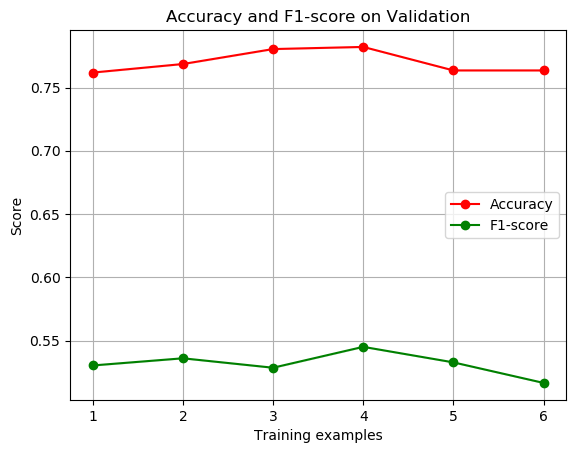 Accuracy and F1-score on Validation
Score
0.75
0.70
0.65
0.60
0.55
Accuracy
F1-score
1 2 3 4 5 6
Training examples